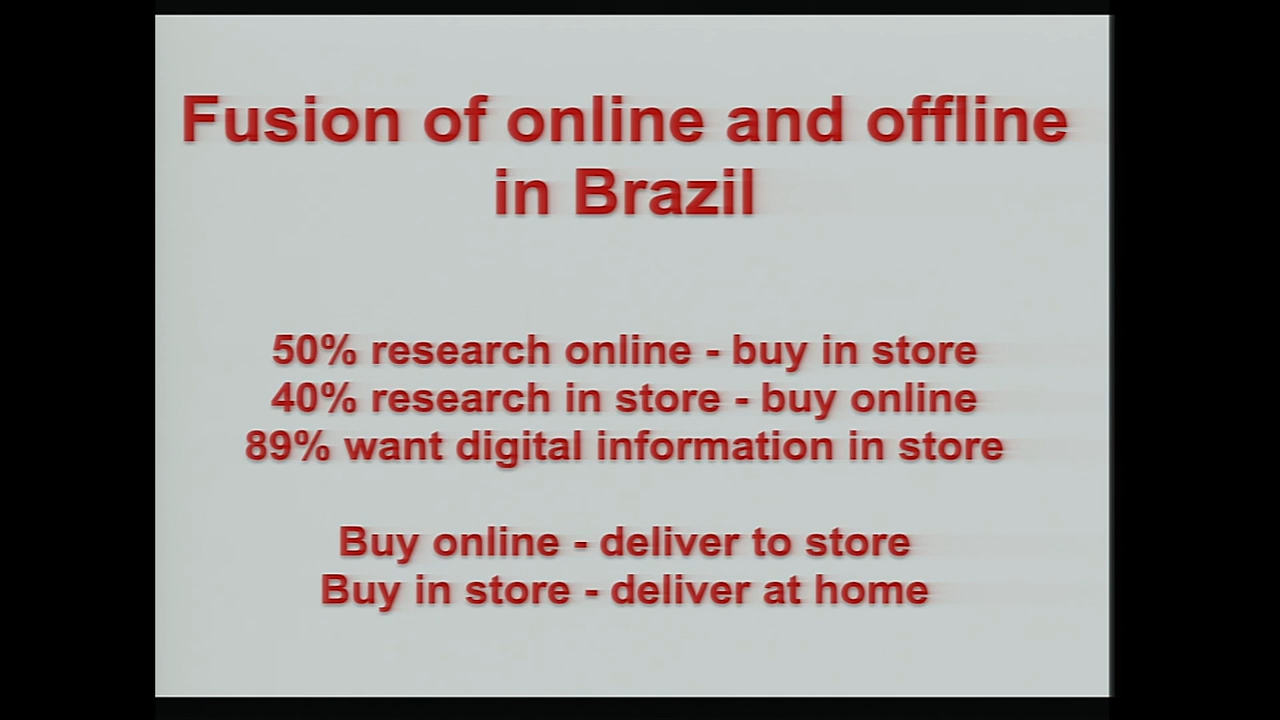 Fusion of online and offline
in Brazil
50% research online - buy in store
40% research in store - buy online
89% want digital information in store
Buy online - deliver to store
Buy in store - deliver at home